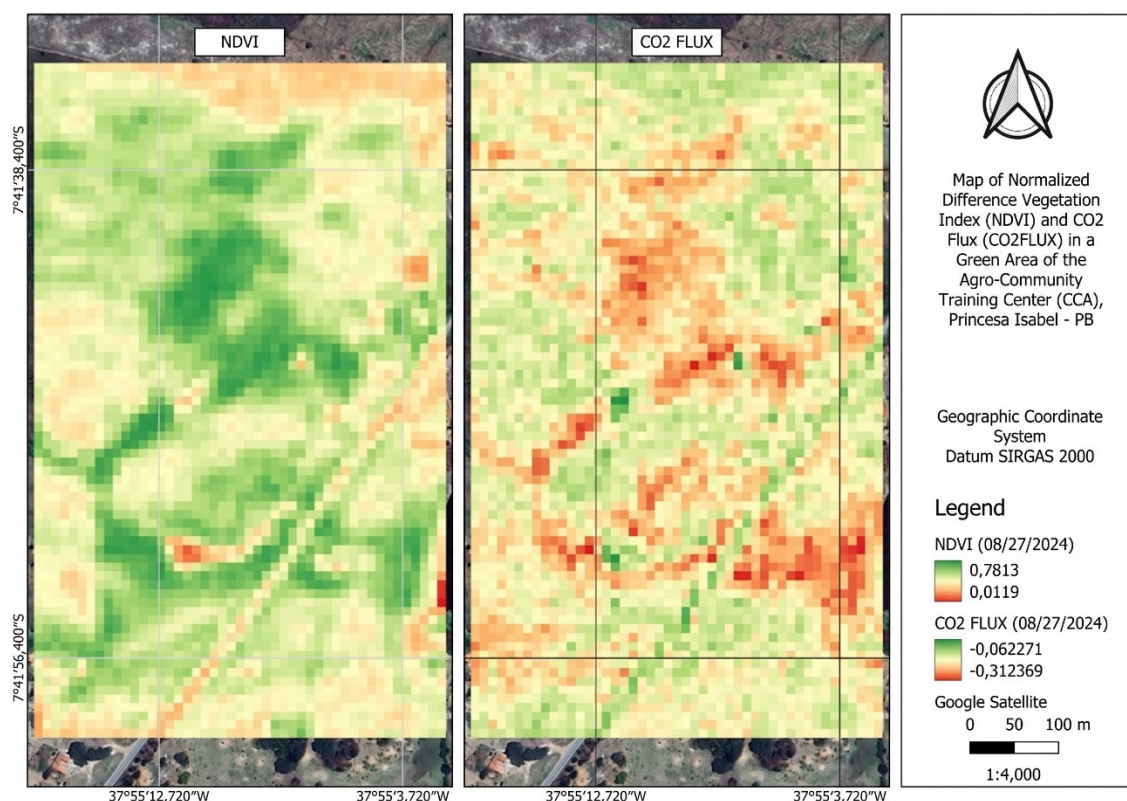 NDVI
CO2 FLUX
7°41'38,400"S
7°41'56,400"S
37°55'12.720"W
37°55'3.720"W
37°55'12.720"W
37°55'3.720"W
Map of Normalized
Difference Vegetation
Index (NDVI) and CO2
Flux (CO2FLUX) in a
Green Area of the
Agro-Community
Training Center (CCA),
Princesa Isabel - PB
Geographic Coordinate
System
Datum SIRGAS 2000
Legend
NDVI (08/27/2024)
0,7813
0,0119
CO2 FLUX (08/27/2024)
-0,062271
-0,312369
Google Satellite
0 50 100 m
1:4,000